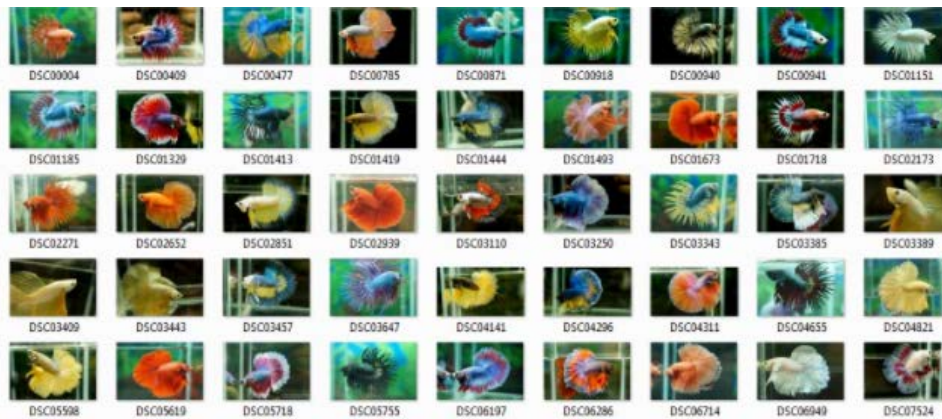 DSC00004 DSC00409 DSC00477 DSC00785 DSC00871 DSC00918 DSC00940 DSC00941 DSC01151
DSC01185 DSC01329 DSC01413 DSC01419 DSC01444 DSC01493 DSC01673 DSC01718 DSC02173
DSC02271 DSC02652 DSC02851 DSC02939 DSC03110 DSC03250 DSC03343 DSC03385 DSC03389
DSC03409 DSC03443 DSC03457 DSC03647 DSC04141 DSC04296 DSC04311 DSC04655 DSC04821
DSC05598 DSC05619 DSC05718 DSC05755 DSC06197 DSC06286 DSC06714 DSC06949 DSC07524